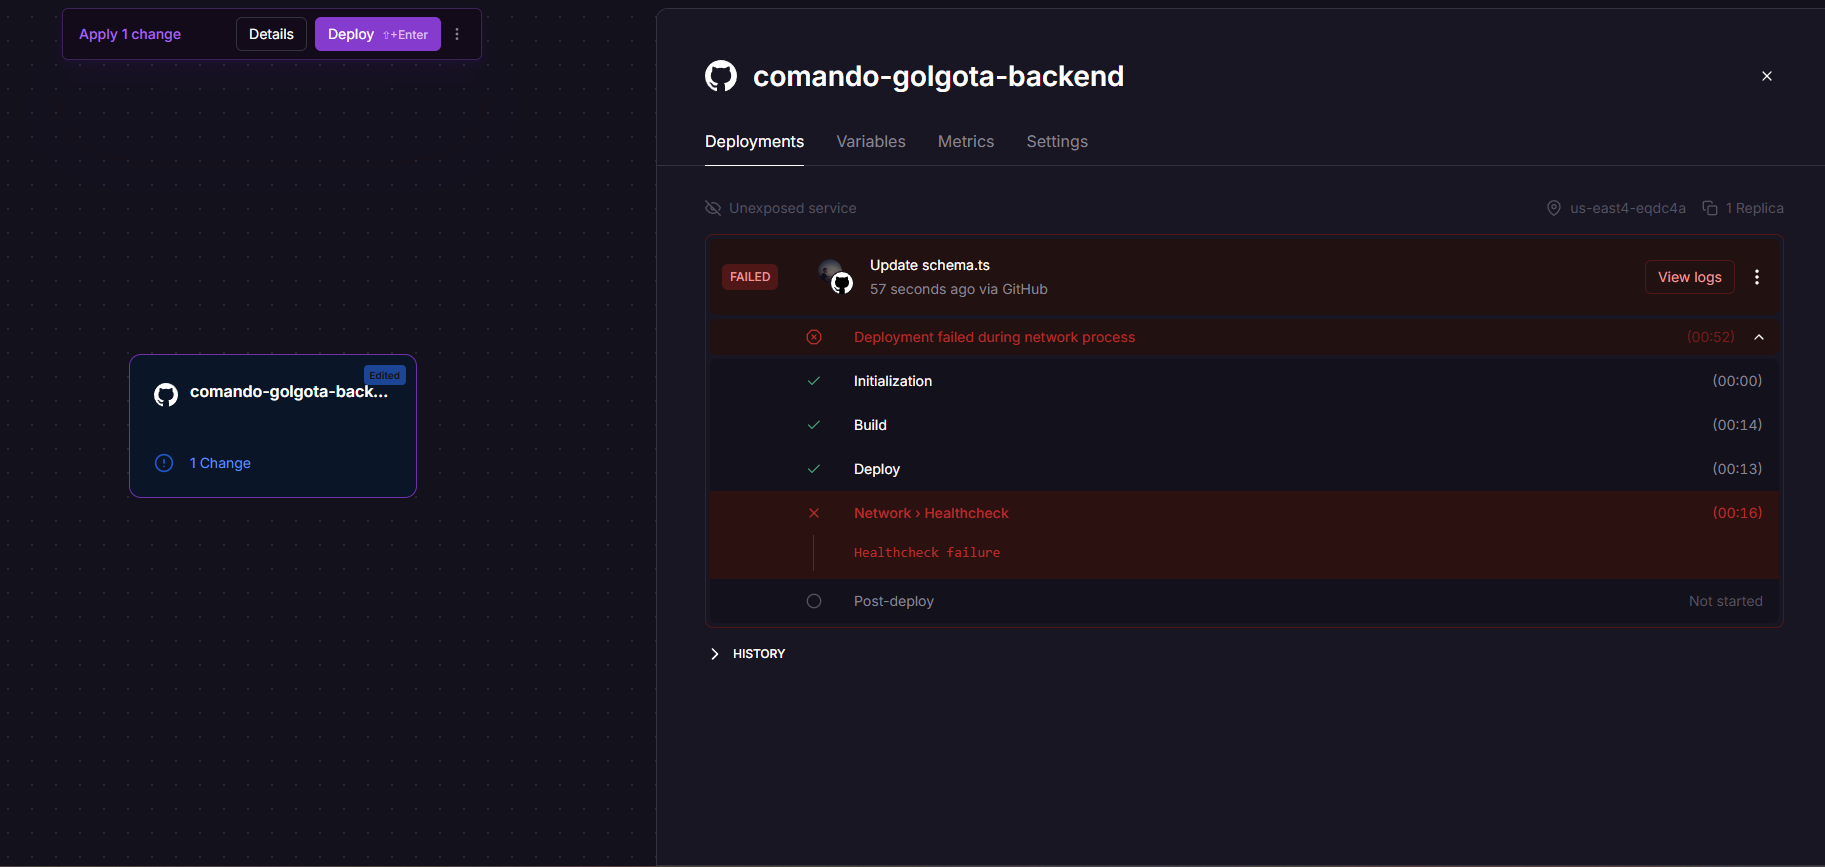 Apply 1 change
Details
Deploy ⇧+Enter
comando-golgota-backend
Deployments Variables Metrics Settings
Unexposed service
us-east4-eqdc4a
1 Replica
FAILED
Update schema.ts
57 seconds ago via GitHub
View logs
Deployment failed during network process (00:52)
Initialization (00:00)
Build (00:14)
Deploy (00:13)
Network › Healthcheck (00:16)
Healthcheck failure
Post-deploy Not started
HISTORY
Edited
comando-golgota-back...
1 Change